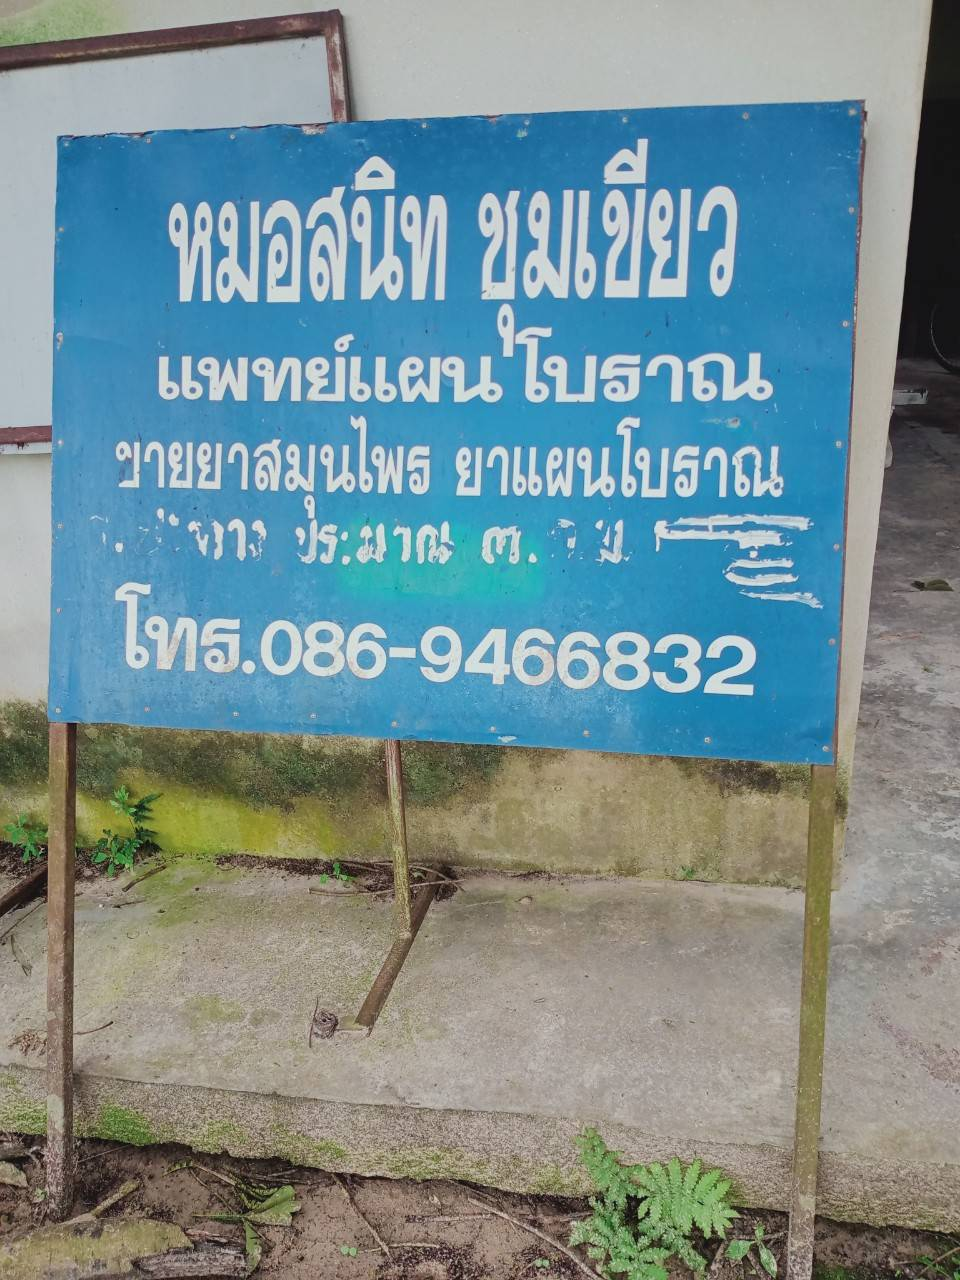 หมอสนิท ชุมเขียว
แพทย์แผนโบราณ
ขายยาสมุนไพร ยาแผนโบราณ
ประมาณ ๓.
โทร.086-9466832